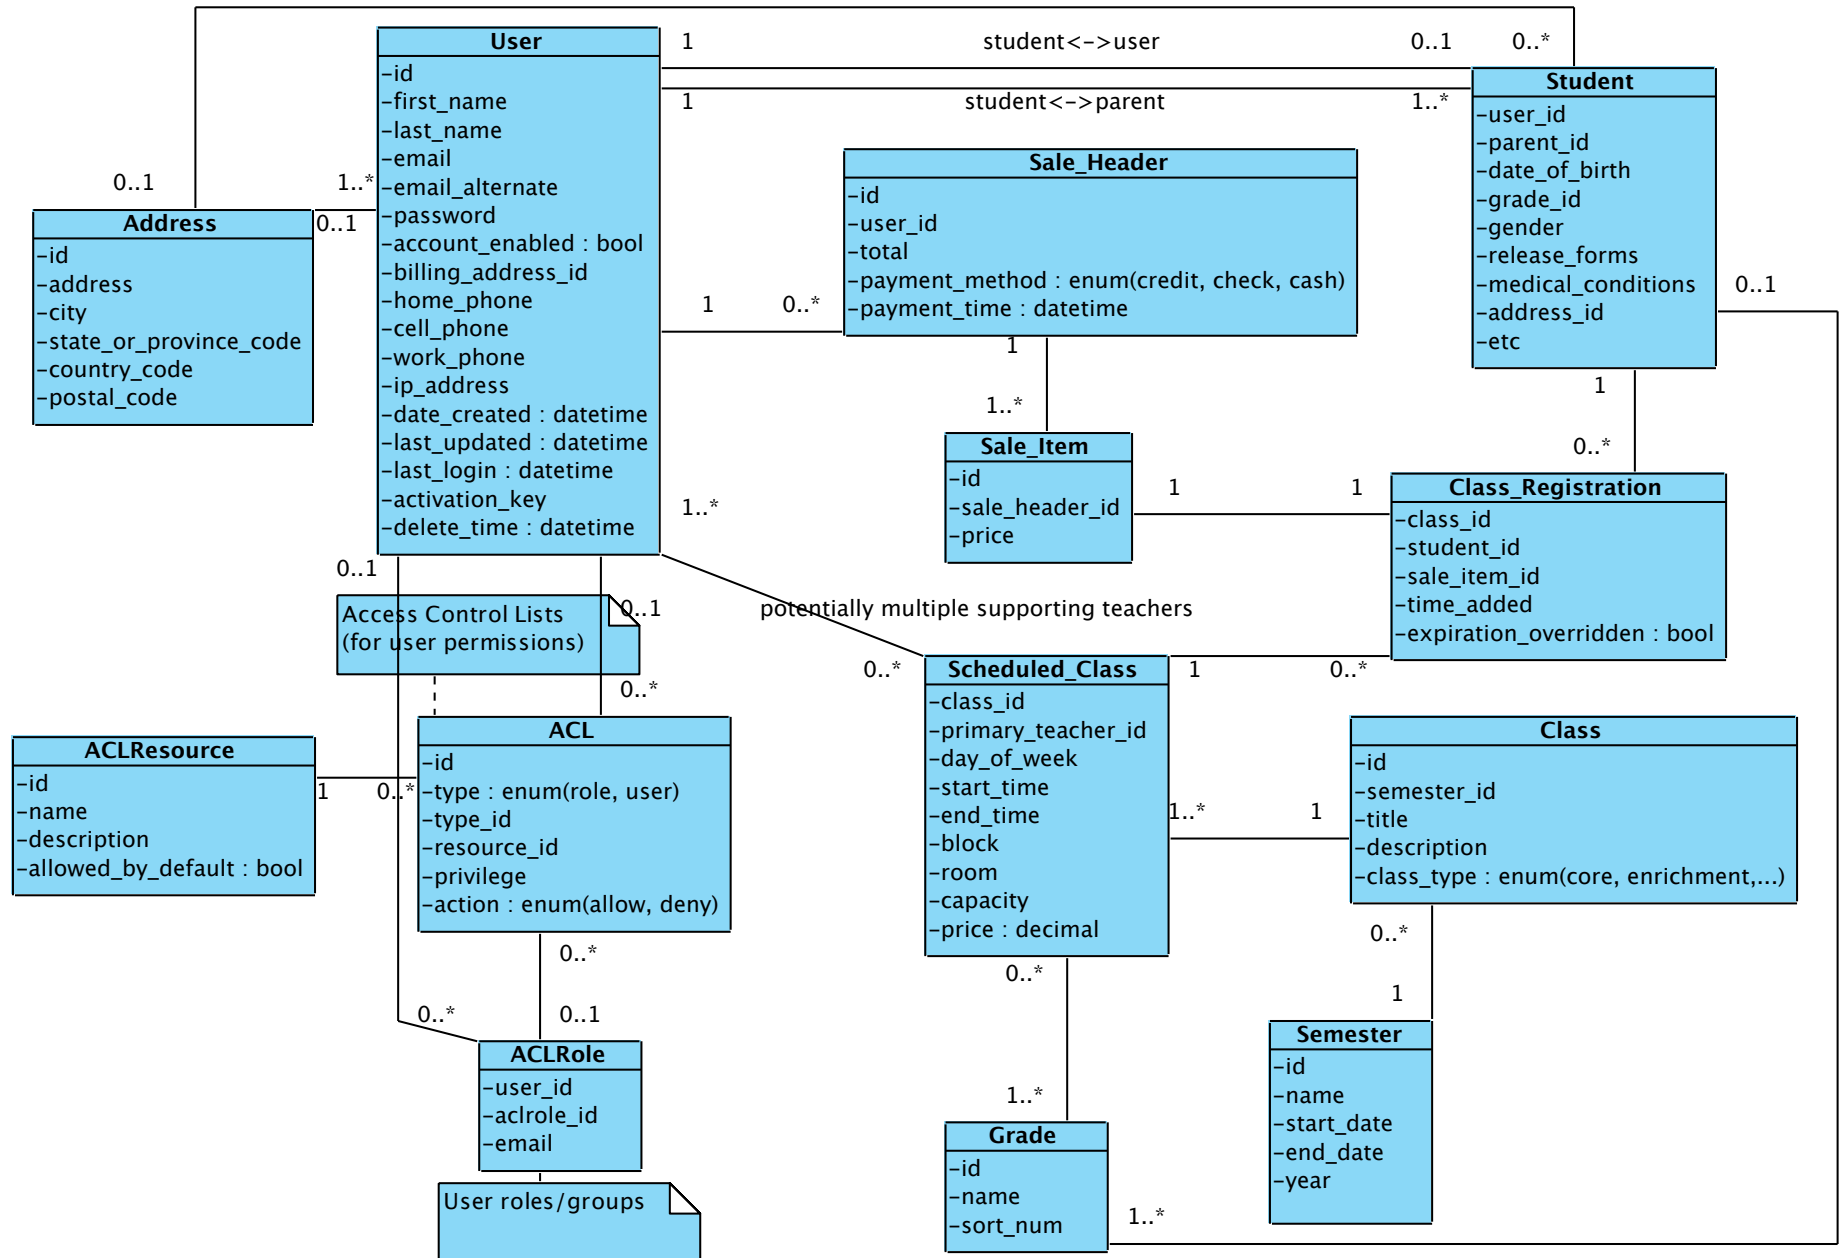 User
-id
-first_name
-last_name
-email
-email_alternate
-password
-account_enabled : bool
-billing_address_id
-home_phone
-cell_phone
-work_phone
-ip_address
-date_created : datetime
-last_updated : datetime
-last_login : datetime
-activation_key
-delete_time : datetime
1
student<->user
0..1
0..*
1
student<->parent
1..*
Student
-user_id
-parent_id
-date_of_birth
-grade_id
-gender
-release_forms
-medical_conditions
-address_id
-etc
0..1
1..*
0..1
Address
-id
-address
-city
-state_or_province_code
-country_code
-postal_code
Sale_Header
-id
-user_id
-total
-payment_method : enum(credit, check, cash)
-payment_time : datetime
1
0..*
0..1
1
1..*
1
0..*
Sale_Item
-id
-sale_header_id
-price
1
1
Class_Registration
-class_id
-student_id
-sale_item_id
-time_added
-expiration_overridden : bool
1..*
0..1
0..1
Access Control Lists
(for user permissions)
potentially multiple supporting teachers
0..*
0..*
1
0..*
Scheduled_Class
-class_id
-primary_teacher_id
-day_of_week
-start_time
-end_time
-block
-room
-capacity
-price : decimal
ACLResource
-id
-name
-description
-allowed_by_default : bool
1
0..*
ACL
-id
-type : enum(role, user)
-type_id
-resource_id
-privilege
-action : enum(allow, deny)
1..*
1
Class
-id
-semester_id
-title
-description
-class_type : enum(core, enrichment,...)
0..*
0..*
0..1
0..*
0..*
1
ACLRole
-user_id
-aclrole_id
-email
User roles/groups
1..*
Grade
-id
-name
-sort_num
1..*
Semester
-id
-name
-start_date
-end_date
-year